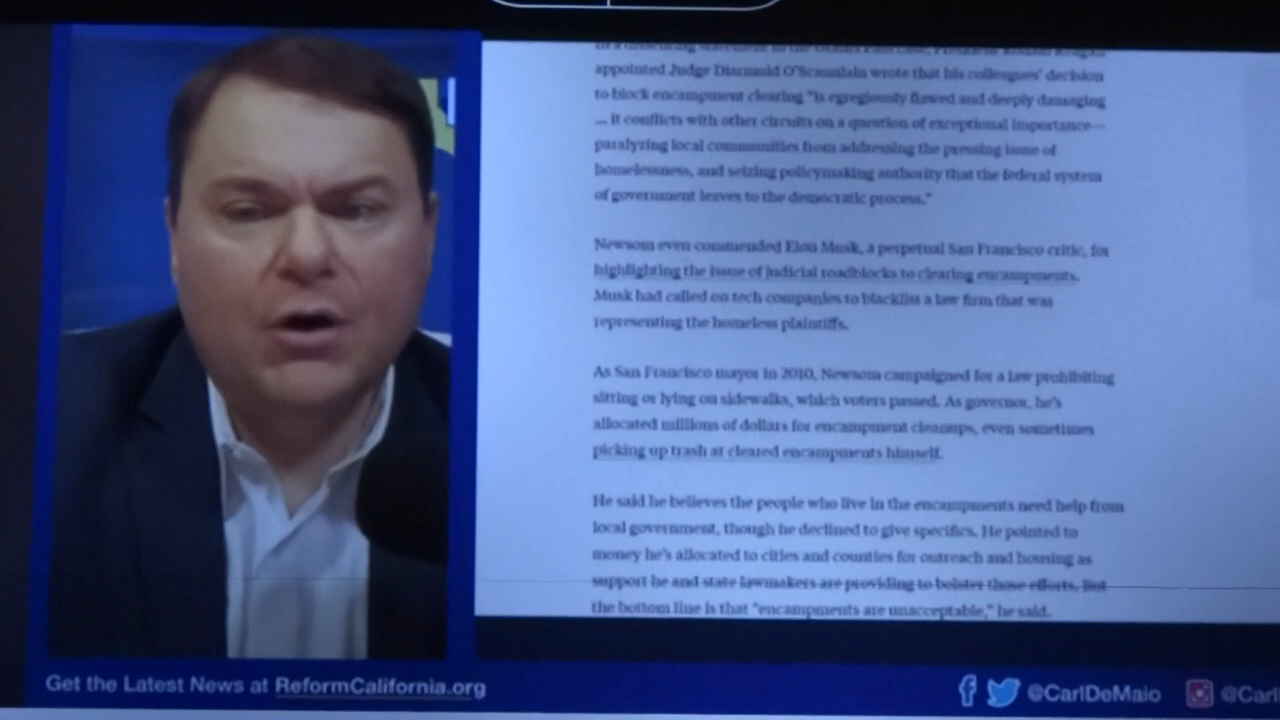 appointed Judge Diarmuid O'Scannlain wrote that his colleagues' decision
to block encampment clearing "is egregiously flawed and deeply damaging
... it conflicts with other circuits on a question of exceptional importance—
paralyzing local communities from addressing the pressing issue of
homelessness, and seizing policymaking authority that the federal system
of government leaves to the democratic process."
Newsom even commended Elon Musk, a perpetual San Francisco critic, for
highlighting the issue of judicial roadblocks to clearing encampments.
Musk had called on tech companies to blacklist a law firm that was
representing the homeless plaintiffs.
As San Francisco mayor in 2010, Newsom campaigned for a law prohibiting
sitting or lying on sidewalks, which voters passed. As governor, he's
allocated millions of dollars for encampment cleanups, even sometimes
picking up trash at cleared encampments himself.
He said he believes the people who live in the encampments need help from
local government, though he declined to give specifics. He pointed to
money he's allocated to cities and counties for outreach and housing as
support he and state lawmakers are providing to bolster those efforts. But
the bottom line is that "encampments are unacceptable," he said.
Get the Latest News at ReformCalifornia.org
@CarlDeMaio
@Carl